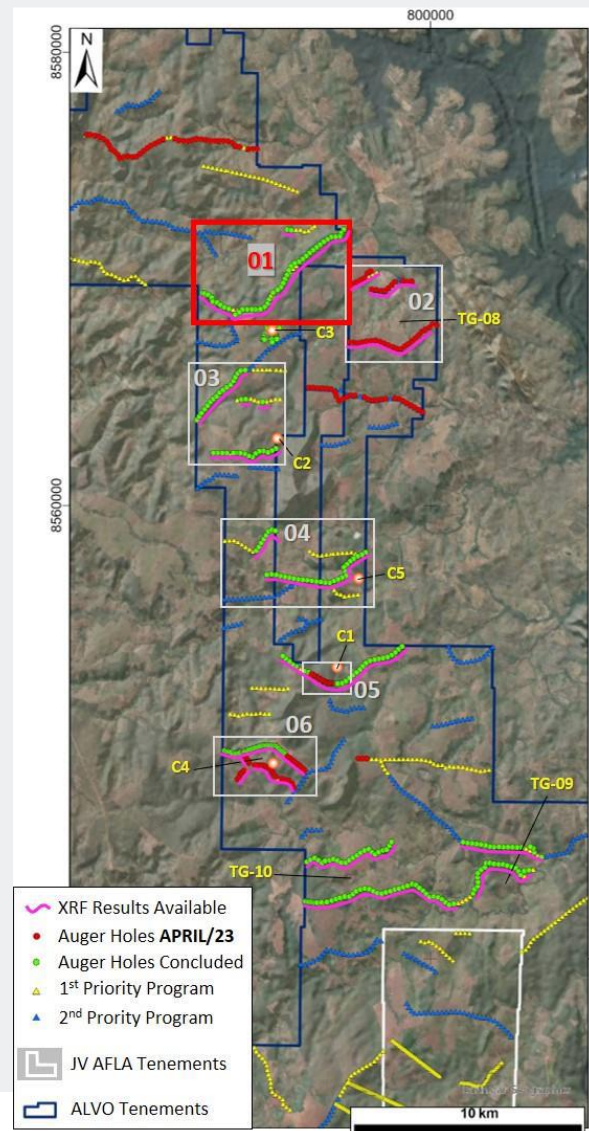 800000
8580000
N
01
02
TG-08
C3
03
C2
8560000
04
C5
C1
05
06
C4
TG-09
TG-10
XRF Results Available
Auger Holes APRIL/23
Auger Holes Concluded
1st Priority Program
2nd Prority Program
JV AFLA Tenements
ALVO Tenements
10 km